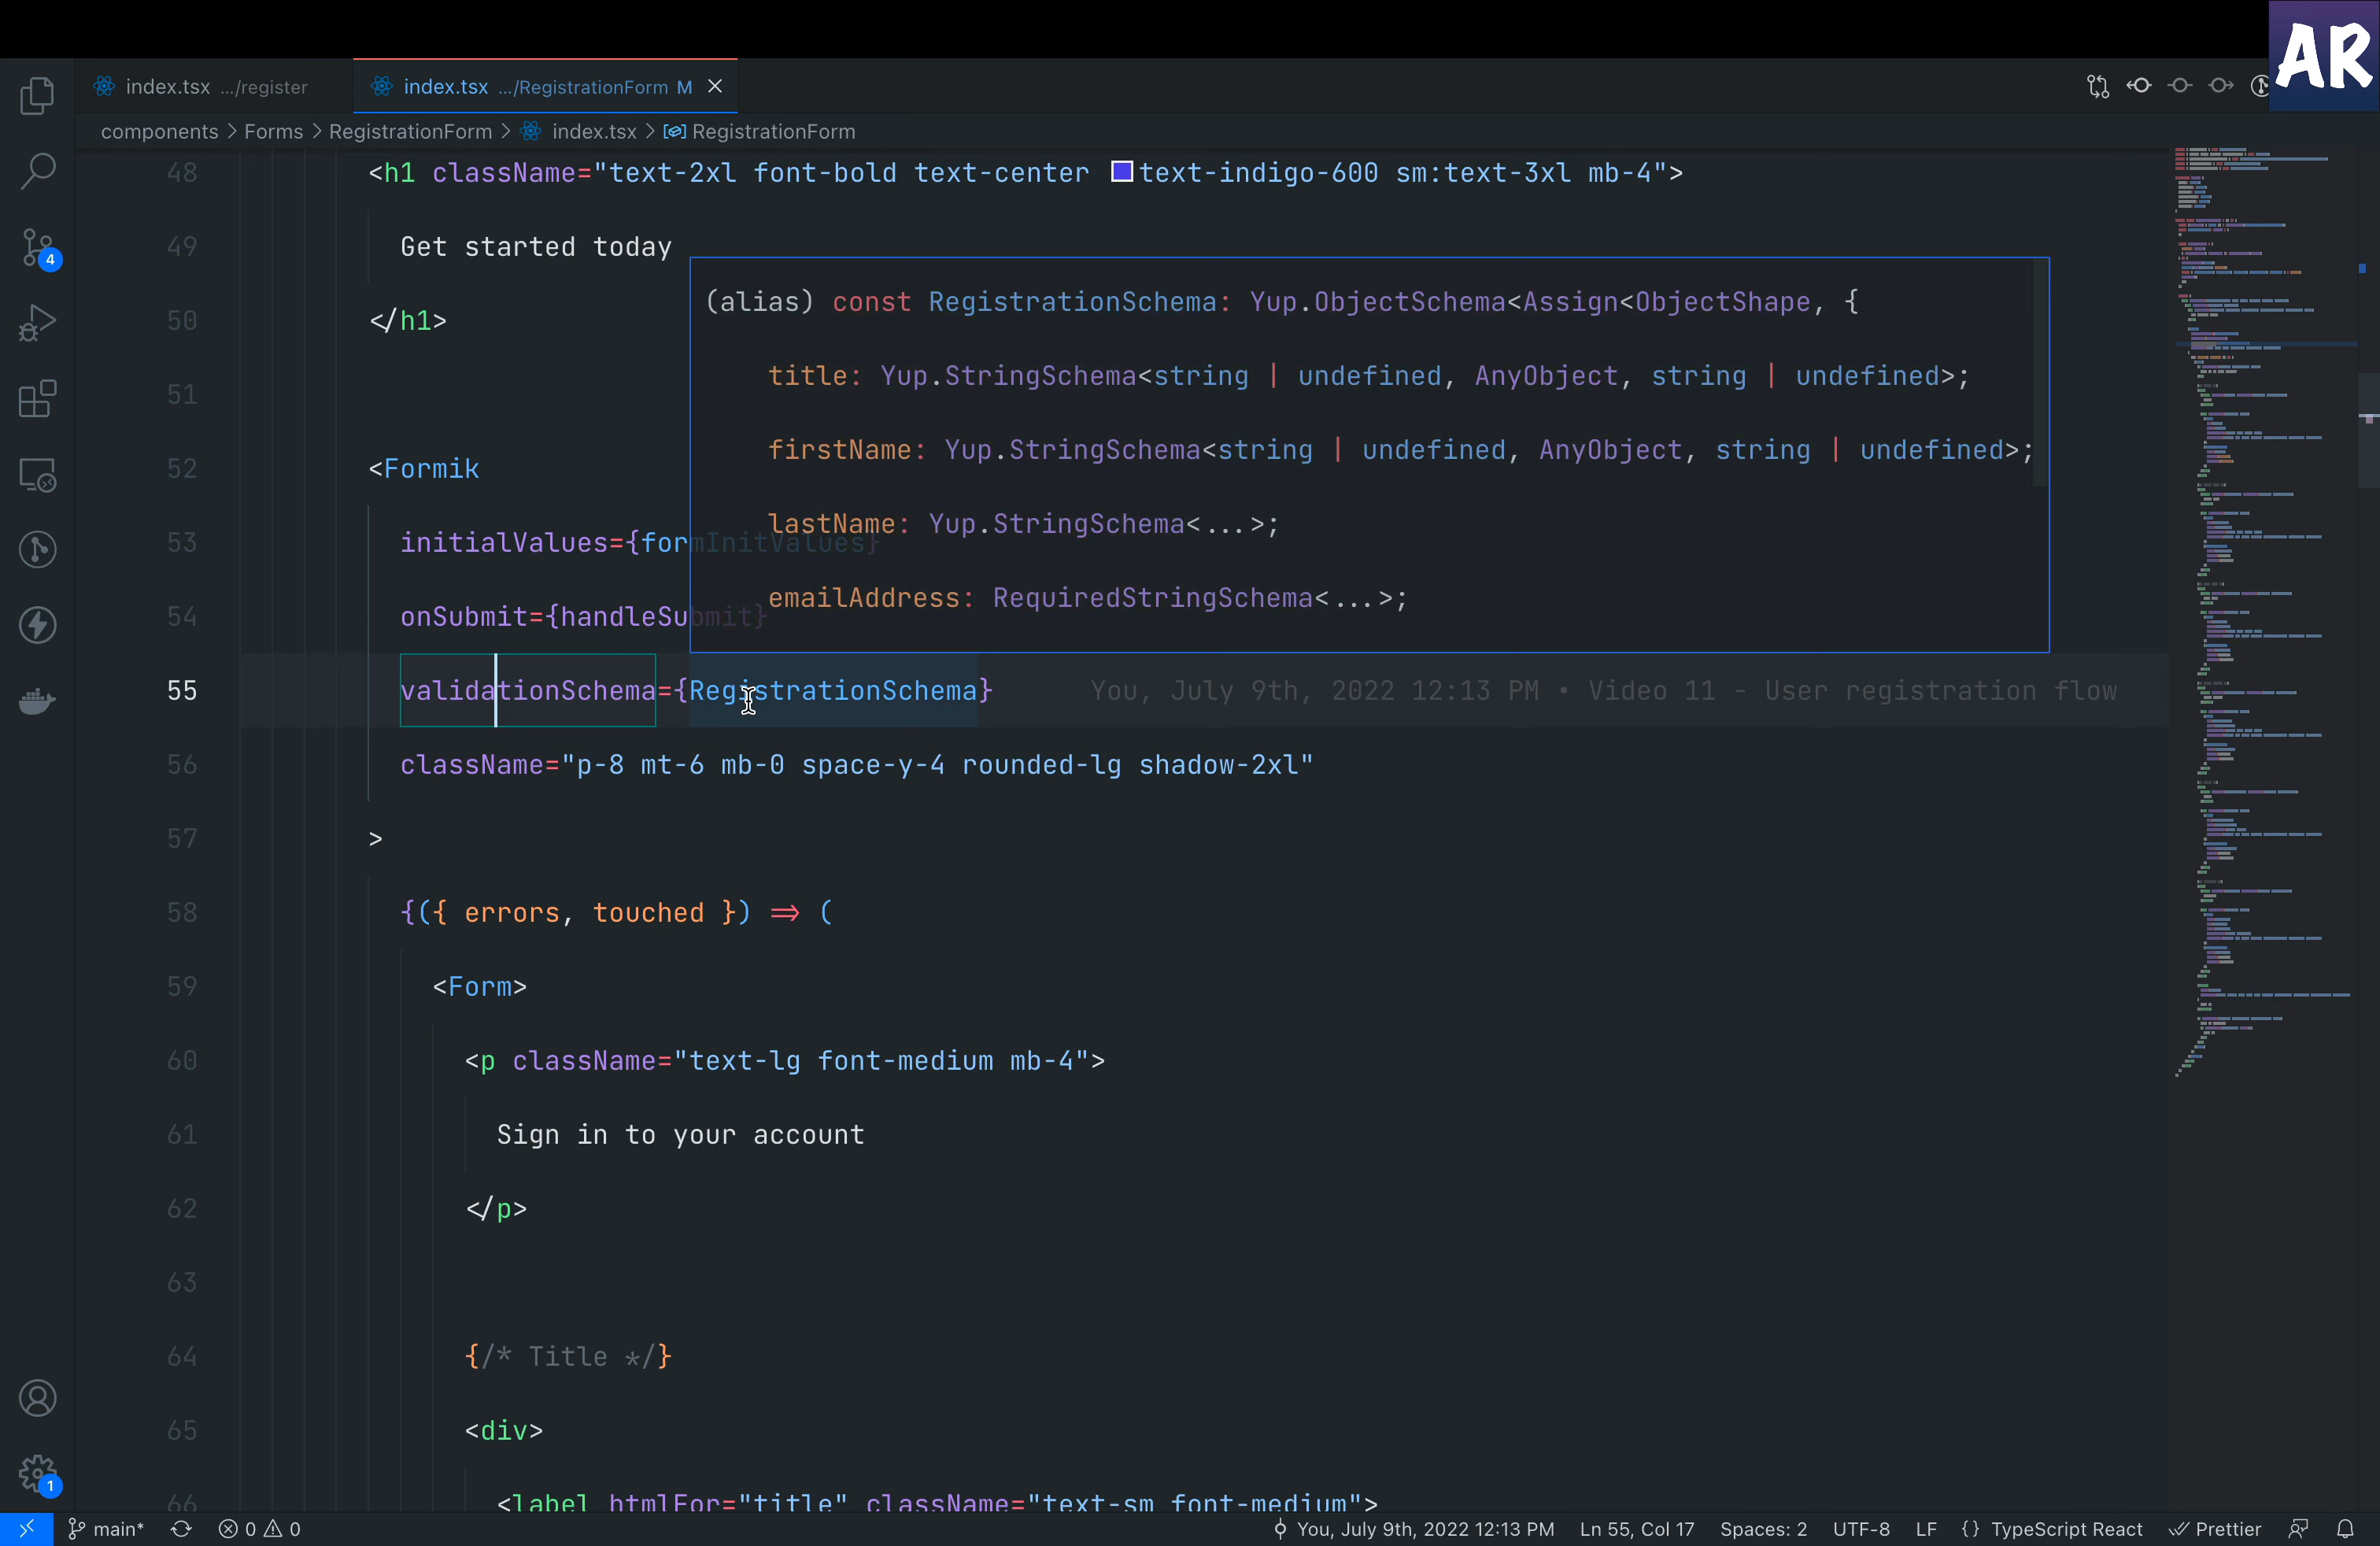 AR
index.tsx .../register
index.tsx .../RegistrationForm M
components > Forms > RegistrationForm > index.tsx > RegistrationForm
48 <h1 className="text-2xl font-bold text-center text-indigo-600 sm:text-3xl mb-4">
49 Get started today
50 </h1>
51
52 <Formik
53 initialValues={formInitValues}
54 onSubmit={handleSubmit}
(alias) const RegistrationSchema: Yup.ObjectSchema<Assign<ObjectShape, {
title: Yup.StringSchema<string | undefined, AnyObject, string | undefined>;
firstName: Yup.StringSchema<string | undefined, AnyObject, string | undefined>;
lastName: Yup.StringSchema<...>;
emailAddress: RequiredStringSchema<...>;
55 validationSchema={RegistrationSchema} You, July 9th, 2022 12:13 PM • Video 11 - User registration flow
56 className="p-8 mt-6 mb-0 space-y-4 rounded-lg shadow-2xl"
57 >
58 {({ errors, touched }) => (
59 <Form>
60 <p className="text-lg font-medium mb-4">
61 Sign in to your account
62 </p>
63
64 {/* Title */}
65 <div>
66 <label htmlFor="title" className="text-sm font-medium">
4
1
main* 0 0 You, July 9th, 2022 12:13 PM Ln 55, Col 17 Spaces: 2 UTF-8 LF {} TypeScript React Prettier